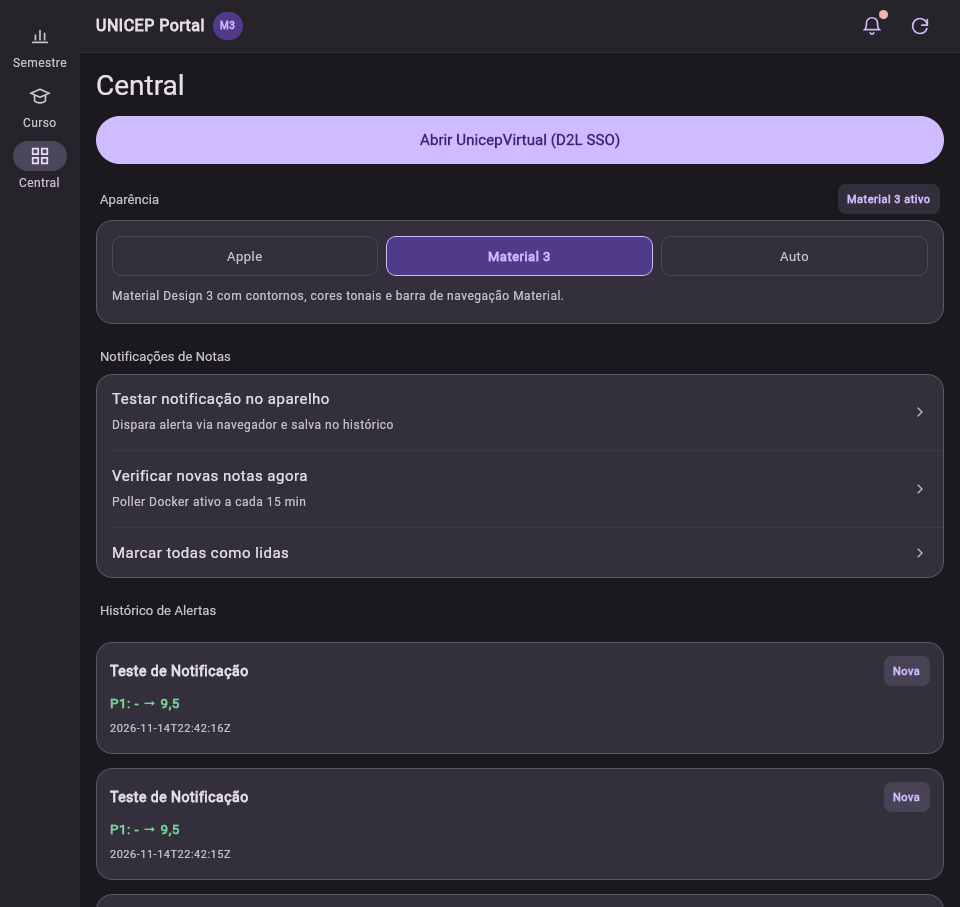 UNICEP Portal M3
Semestre
Curso
Central
Central
Abrir UnicepVirtual (D2L SSO)
Aparência
Material 3 ativo
Apple
Material 3
Auto
Material Design 3 com contornos, cores tonais e barra de navegação Material.
Notificações de Notas
Testar notificação no aparelho
Dispara alerta via navegador e salva no histórico
Verificar novas notas agora
Poller Docker ativo a cada 15 min
Marcar todas como lidas
Histórico de Alertas
Teste de Notificação
Nova
P1: - → 9,5
2026-11-14T22:42:16Z
Teste de Notificação
Nova
P1: - → 9,5
2026-11-14T22:42:15Z